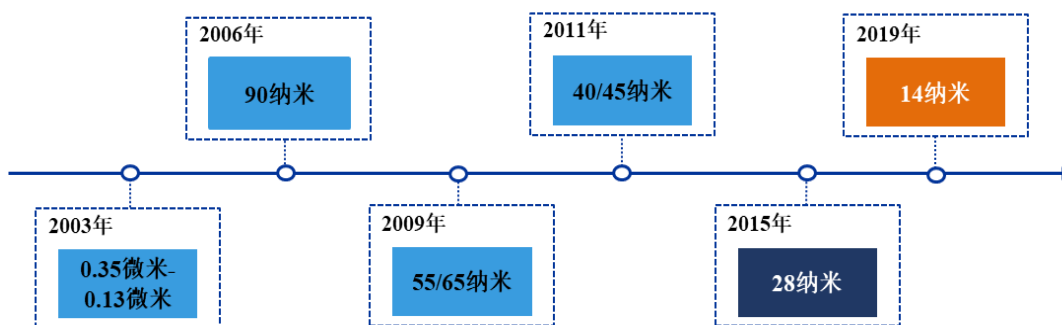 2003年
0.35微米-
0.13微米
2006年
90纳米
2009年
55/65纳米
2011年
40/45纳米
2015年
28纳米
2019年
14纳米